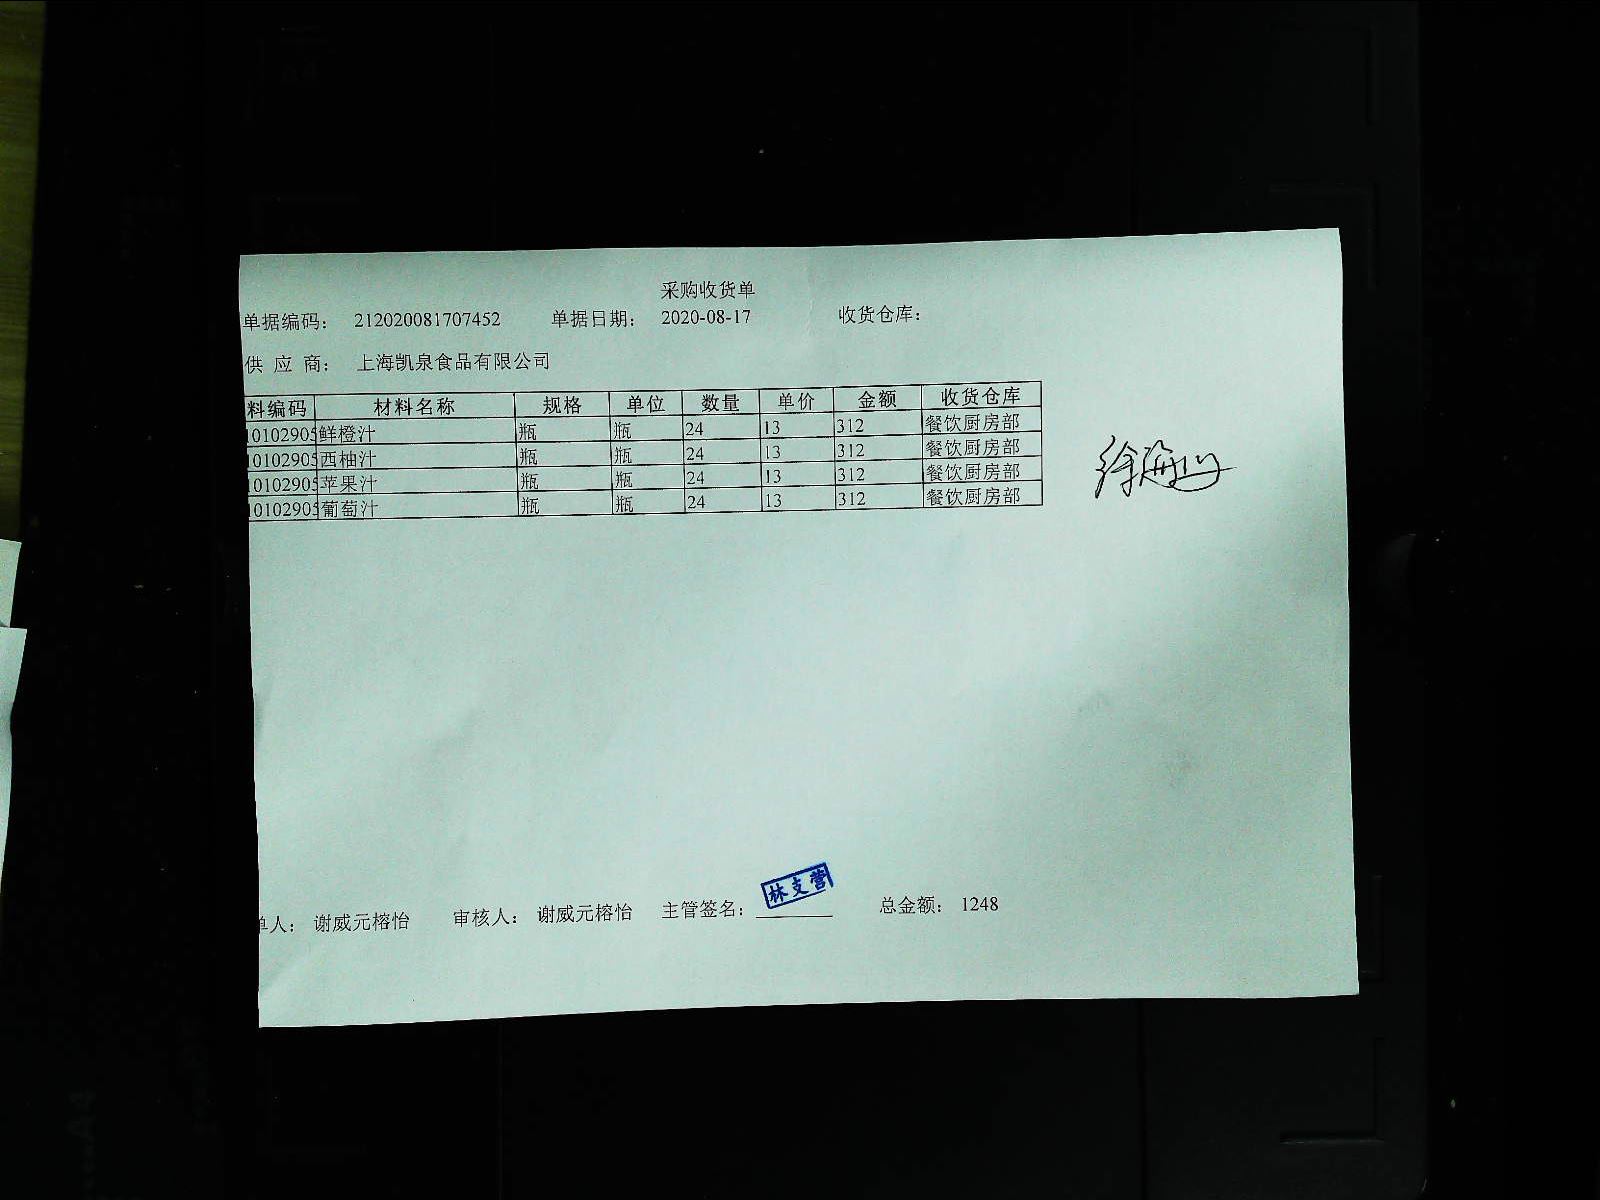 采购收货单
单据编码： 212020081707452 单据日期： 2020-08-17 收货仓库：
供 应 商： 上海凯泉食品有限公司
料编码 材料名称 规格 单位 数量 单价 金额 收货仓库
10102905 鲜橙汁 瓶 瓶 24 13 312 餐饮厨房部
10102905 西柚汁 瓶 瓶 24 13 312 餐饮厨房部
10102905 苹果汁 瓶 瓶 24 13 312 餐饮厨房部
10102905 葡萄汁 瓶 瓶 24 13 312 餐饮厨房部
林支营
单人： 谢威元榕怡 审核人： 谢威元榕怡 主管签名： 总金额： 1248